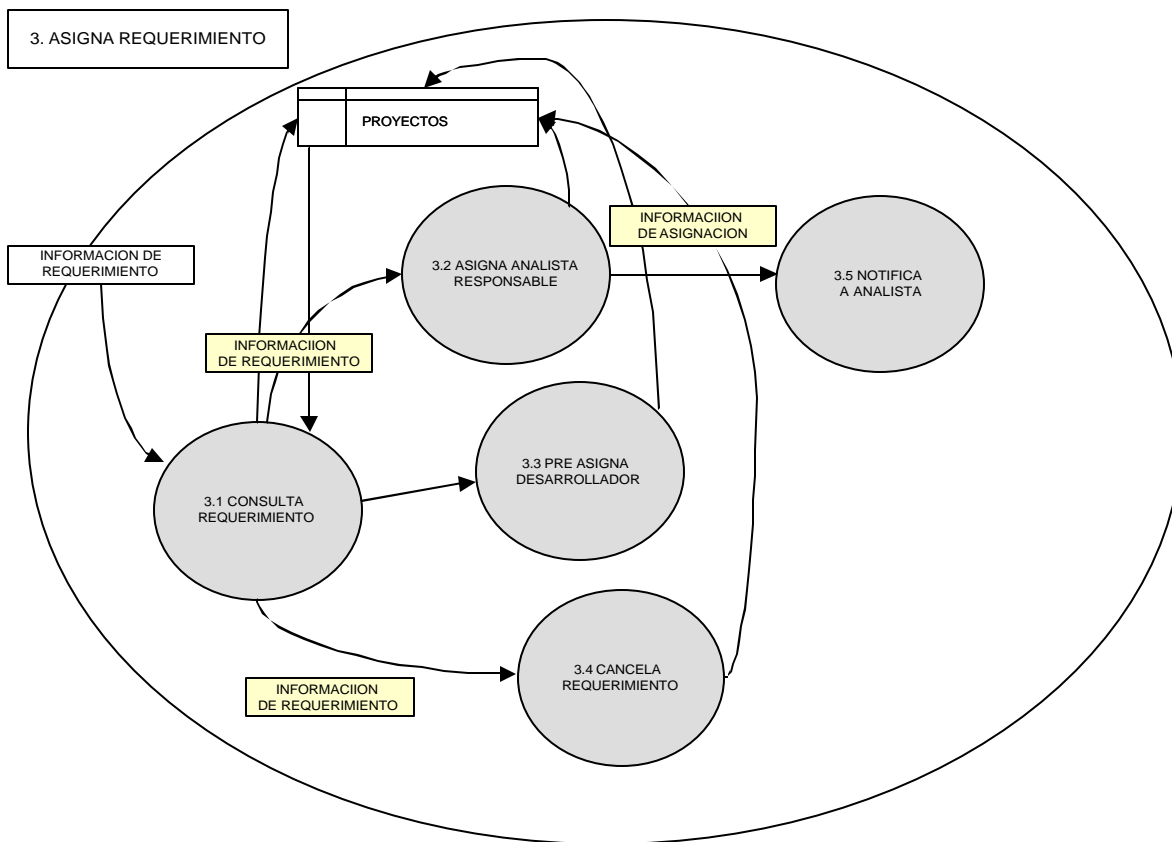 3. ASIGNA REQUERIMIENTO
PROYECTOS
INFORMACIION
DE ASIGNACION
INFORMACION DE
REQUERIMIENTO
3.2 ASIGNA ANALISTA
RESPONSABLE
3.5 NOTIFICA
A ANALISTA
INFORMACIION
DE REQUERIMIENTO
3.3 PRE ASIGNA
DESARROLLADOR
3.1 CONSULTA
REQUERIMIENTO
3.4 CANCELA
REQUERIMIENTO
INFORMACIION
DE REQUERIMIENTO